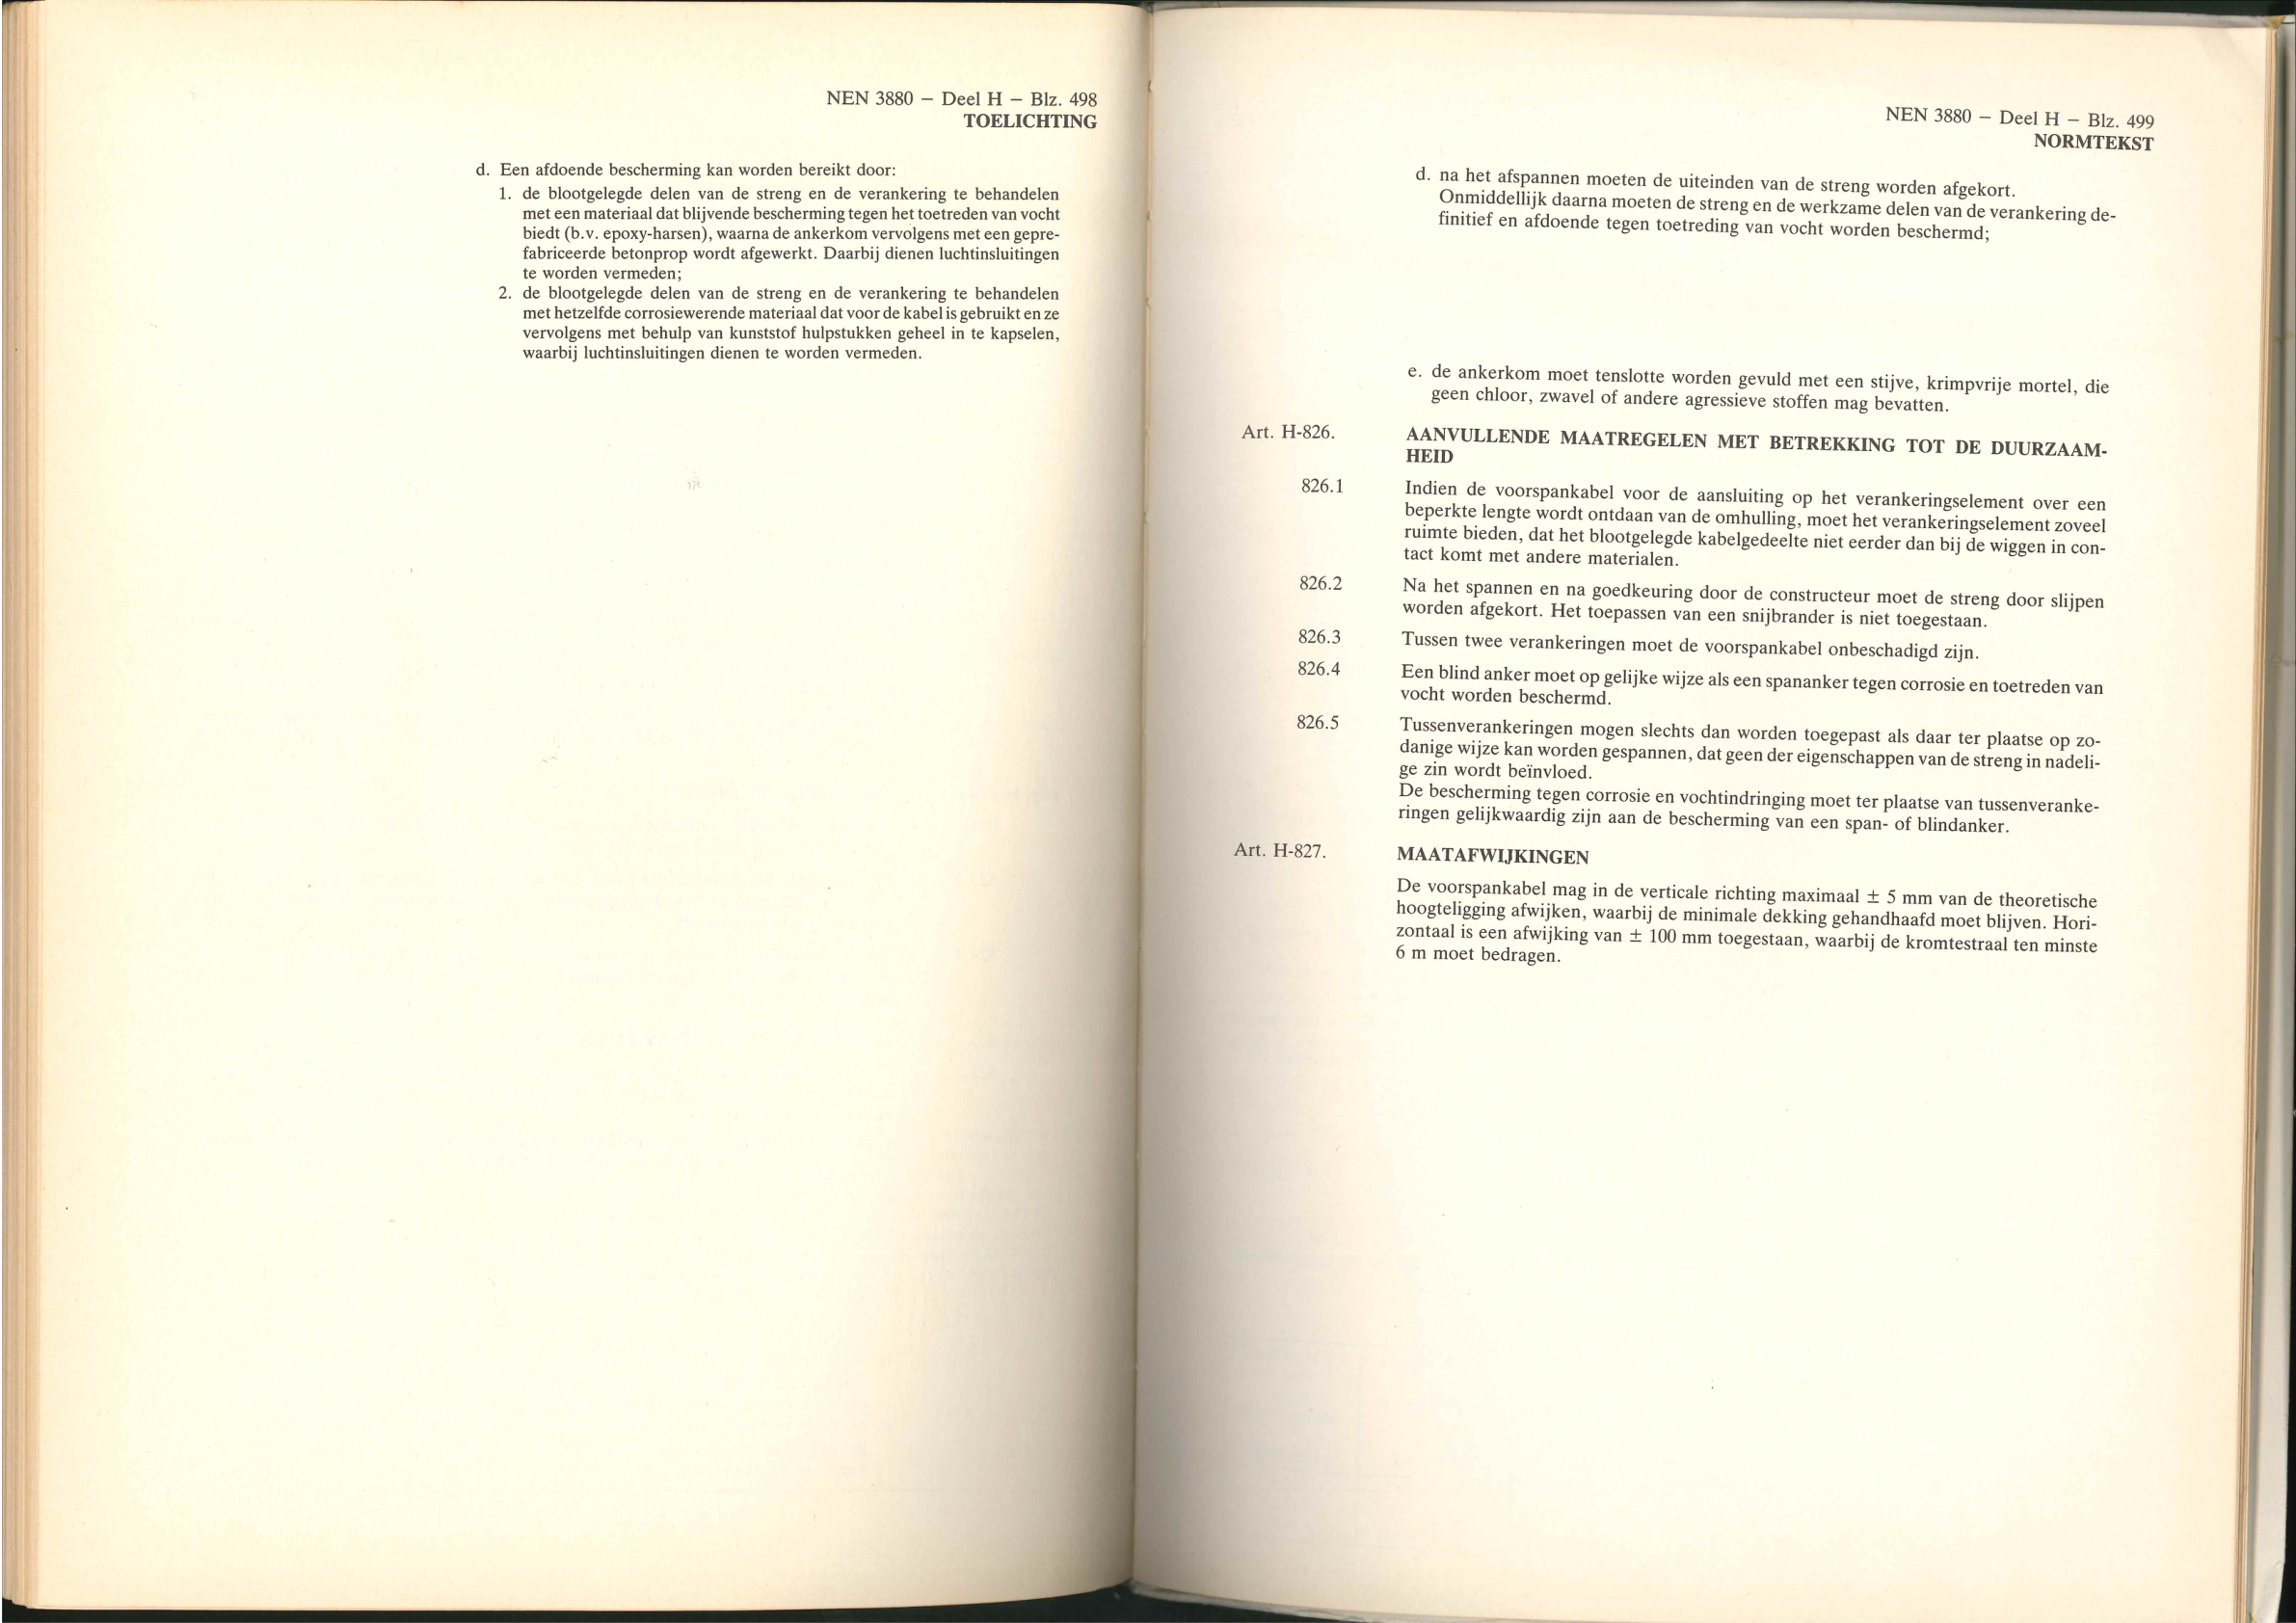 NEN 3880 – Deel H – Blz. 498
TOELICHTING
d. Een afdoende bescherming kan worden bereikt door:
1. de blootgelegde delen van de streng en de verankering te behandelen
met een materiaal dat blijvende bescherming tegen het toetreden van vocht
biedt (b.v. epoxy-harsen), waarna de ankerkom vervolgens met een gepre-
fabriceerde betonprop wordt afgewerkt. Daarbij dienen luchtinsluitingen
te worden vermeden;
2. de blootgelegde delen van de streng en de verankering te behandelen
met hetzelfde corrosiewerende materiaal dat voor de kabel is gebruikt en ze
vervolgens met behulp van kunststof hulpstukken geheel in te kapselen,
waarbij luchtinsluitingen dienen te worden vermeden.
NEN 3880 – Deel H – Blz. 499
NORMTEKST
d. na het afspannen moeten de uiteinden van de streng worden afgekort.
Onmiddellijk daarna moeten de streng en de werkzame delen van de verankering de-
finitief en afdoende tegen toetreding van vocht worden beschermd;
e. de ankerkom moet tenslotte worden gevuld met een stijve, krimpvrije mortel, die
geen chloor, zwavel of andere agressieve stoffen mag bevatten.
Art. H-826. AANVULLENDE MAATREGELEN MET BETREKKING TOT DE DUURZAAM-
HEID
826.1 Indien de voorspankabel voor de aansluiting op het verankeringselement over een
beperkte lengte wordt ontdaan van de omhulling, moet het verankeringselement zoveel
ruimte bieden, dat het blootgelegde kabelgedeelte niet eerder dan bij de wiggen in con-
tact komt met andere materialen.
826.2 Na het spannen en na goedkeuring door de constructeur moet de streng door slijpen
worden afgekort. Het toepassen van een snijbrander is niet toegestaan.
826.3 Tussen twee verankeringen moet de voorspankabel onbeschadigd zijn.
826.4 Een blind anker moet op gelijke wijze als een spananker tegen corrosie en toetreden van
vocht worden beschermd.
826.5 Tussenverankeringen mogen slechts dan worden toegepast als daar ter plaatse op zo-
danige wijze kan worden gespannen, dat geen der eigenschappen van de streng in nadeli-
ge zin wordt beïnvloed.
De bescherming tegen corrosie en vochtindringing moet ter plaatse van tussenveranke-
ringen gelijkwaardig zijn aan de bescherming van een span- of blindanker.
Art. H-827. MAATAFWIJKINGEN
De voorspankabel mag in de verticale richting maximaal ± 5 mm van de theoretische
hoogteligging afwijken, waarbij de minimale dekking gehandhaafd moet blijven. Hori-
zontaal is een afwijking van ± 100 mm toegestaan, waarbij de kromtestraal ten minste
6 m moet bedragen.